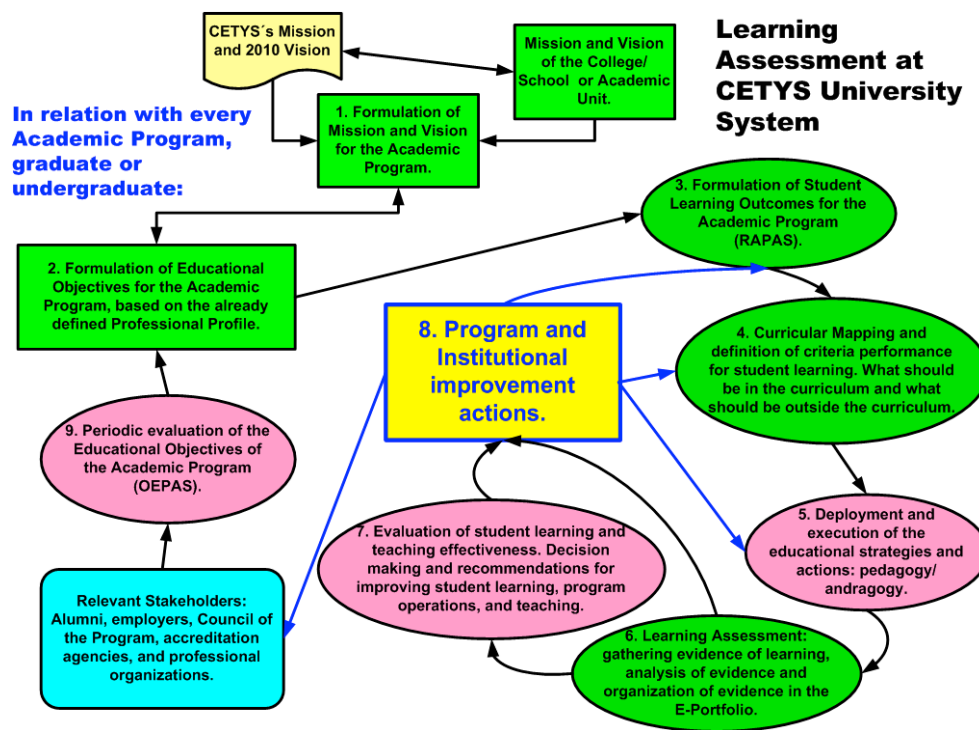 CETYS´s Mission
and 2010 Vision
Mission and Vision
of the College/
School or Academic
Unit.
Learning
Assessment at
CETYS University
System
In relation with every
Academic Program,
graduate or
undergraduate:
1. Formulation of
Mission and Vision
for the Academic
Program.
2. Formulation of Educational
Objectives for the Academic
Program, based on the already
defined Professional Profile.
3. Formulation of Student
Learning Outcomes for the
Academic Program
(RAPAS).
4. Curricular Mapping and
definition of criteria performance
for student learning. What should
be in the curriculum and what
should be outside the curriculum.
5. Deployment and
execution of the
educational strategies and
actions: pedagogy/
andragogy.
6. Learning Assessment:
gathering evidence of learning,
analysis of evidence and
organization of evidence in the
E-Portfolio.
7. Evaluation of student learning and
teaching effectiveness. Decision
making and recommendations for
improving student learning, program
operations, and teaching.
8. Program and
Institutional
improvement
actions.
9. Periodic evaluation of the
Educational Objectives of
the Academic Program
(OEPAS).
Relevant Stakeholders:
Alumni, employers, Council of
the Program, accreditation
agencies, and professional
organizations.